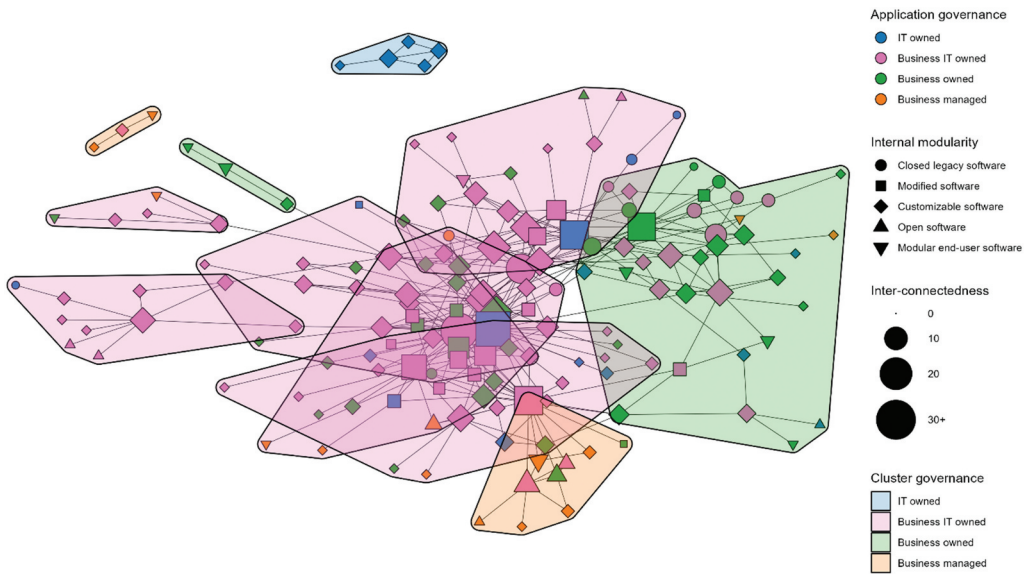 Application governance
IT owned
Business IT owned
Business owned
Business managed
Internal modularity
Closed legacy software
Modified software
Customizable software
Open software
Modular end-user software
Inter-connectedness
0
10
20
30+
Cluster governance
IT owned
Business IT owned
Business owned
Business managed